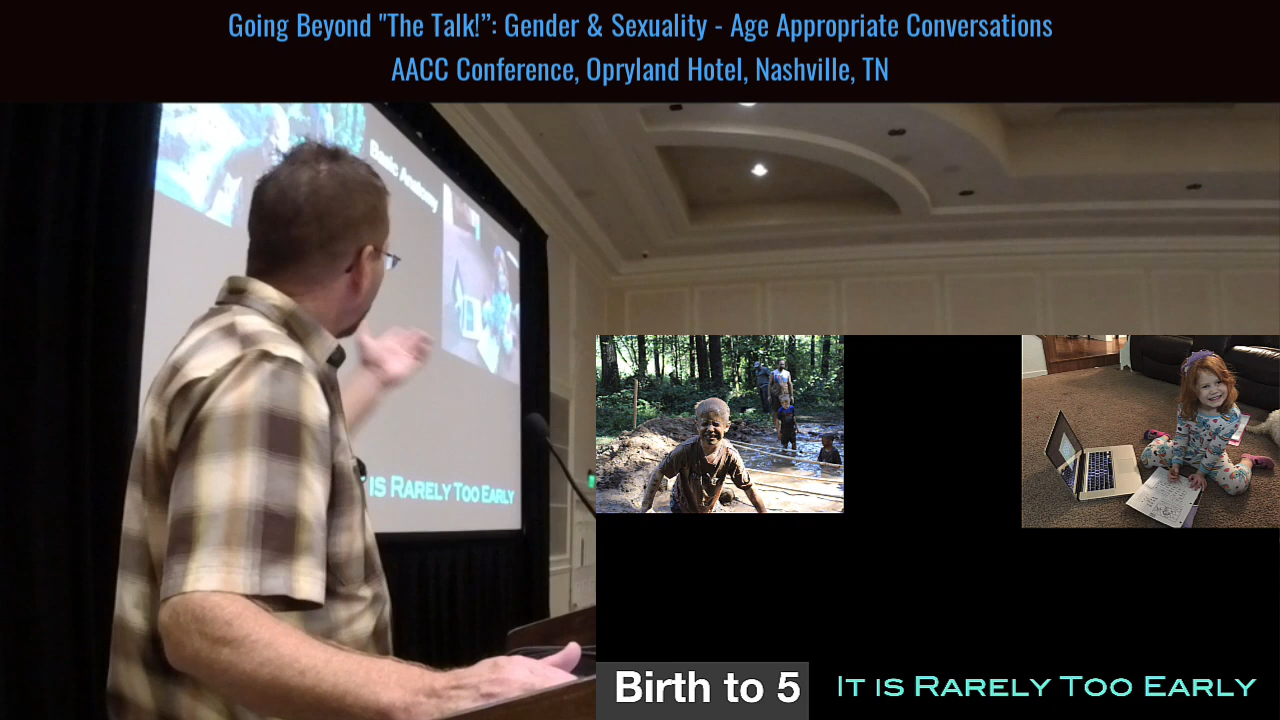 Going Beyond "The Talk!”: Gender & Sexuality - Age Appropriate Conversations
AACC Conference, Opryland Hotel, Nashville, TN
Basic Anatomy
IS RARELY TOO EARLY
Birth to 5
IT IS RARELY TOO EARLY